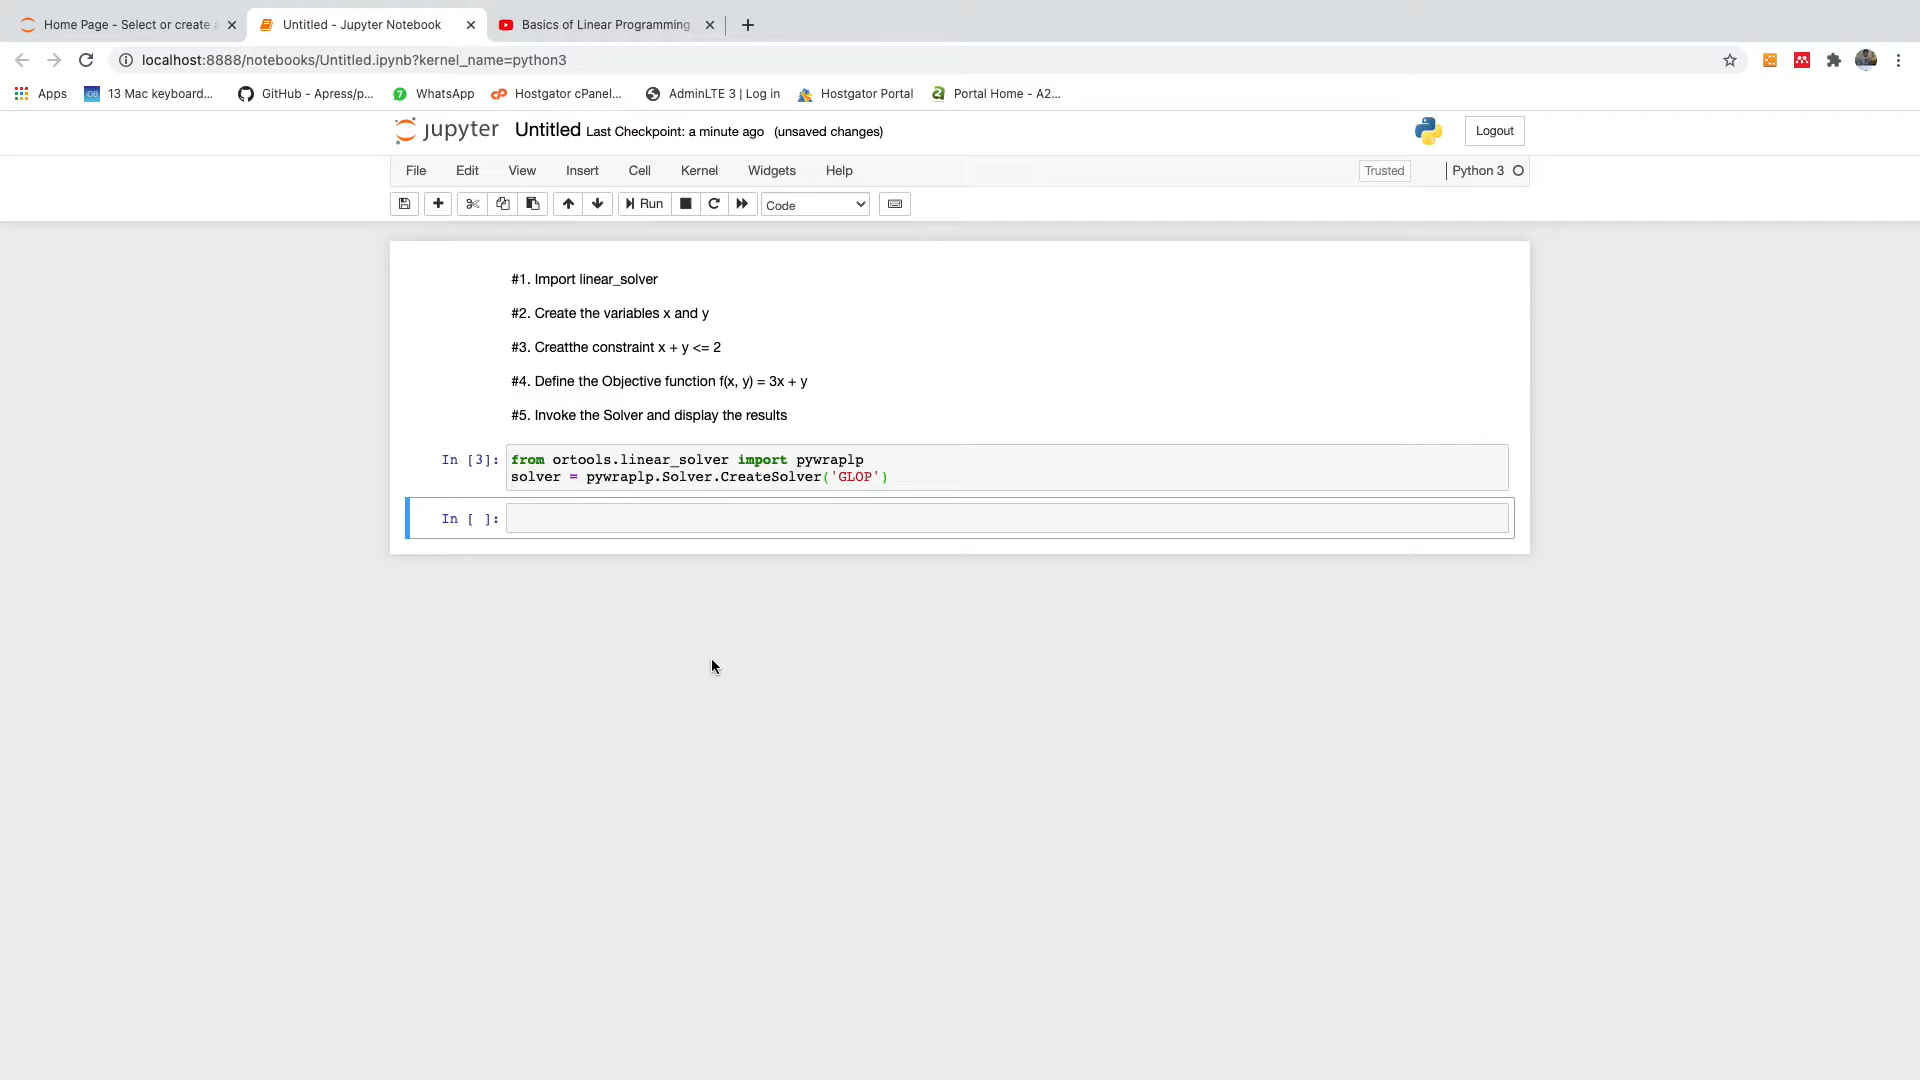 Home Page - Select or create a
Untitled - Jupyter Notebook
Basics of Linear Programming
localhost:8888/notebooks/Untitled.ipynb?kernel_name=python3
Apps
13 Mac keyboard...
GitHub - Apress/p...
WhatsApp
Hostgator cPanel...
AdminLTE 3 | Log in
Hostgator Portal
Portal Home - A2...
jupyter Untitled Last Checkpoint: a minute ago (unsaved changes)
Logout
File Edit View Insert Cell Kernel Widgets Help
Trusted
Python 3
Run
Code
#1. Import linear_solver
#2. Create the variables x and y
#3. Creatthe constraint x + y <= 2
#4. Define the Objective function f(x, y) = 3x + y
#5. Invoke the Solver and display the results
In [3]: from ortools.linear_solver import pywraplp
solver = pywraplp.Solver.CreateSolver('GLOP')
In [ ]: